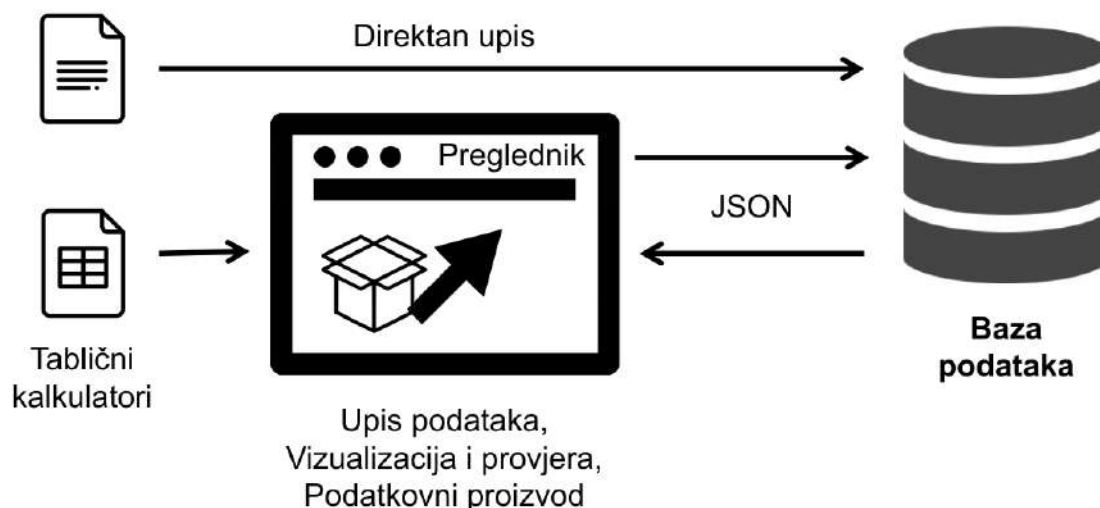 Direktan upis
Preglednik
JSON
Tablični
kalkulatori
Baza
podataka
Upis podataka,
Vizualizacija i provjera,
Podatkovni proizvod